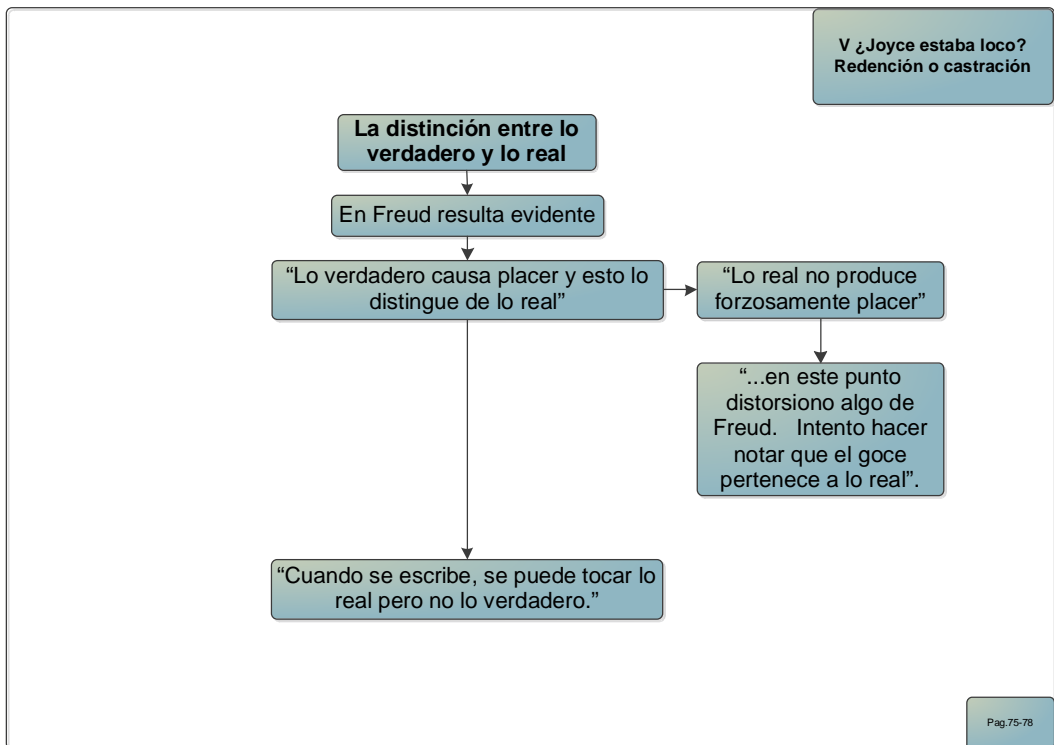 V ¿Joyce estaba loco?
Redención o castración
La distinción entre lo
verdadero y lo real
En Freud resulta evidente
“Lo verdadero causa placer y esto lo
distingue de lo real”
“Lo real no produce
forzosamente placer”
“...en este punto
distorsiono algo de
Freud. Intento hacer
notar que el goce
pertenece a lo real”.
“Cuando se escribe, se puede tocar lo
real pero no lo verdadero.”
Pag.75-78